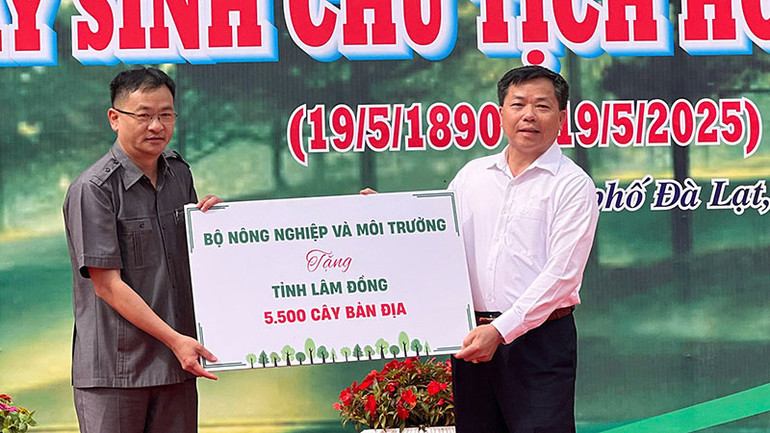 SINH CHỦ TỊCH HỒ
(19/5/1890 19/5/2025)
phố Đà Lạt,
BỘ NÔNG NGHIỆP VÀ MÔI TRƯỜNG
Tặng
TỈNH LÂM ĐỒNG
5.500 CÂY BẢN ĐỊA